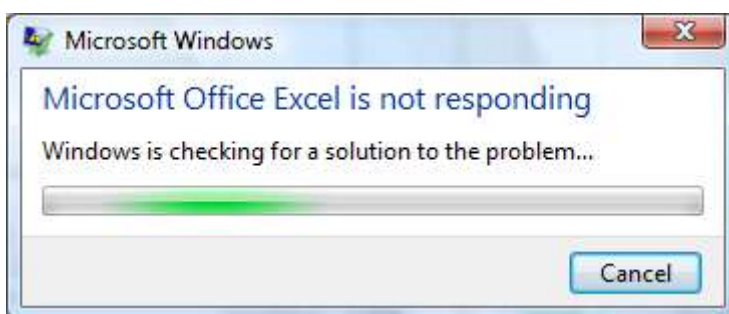 Microsoft Windows
Microsoft Office Excel is not responding
Windows is checking for a solution to the problem...
Cancel